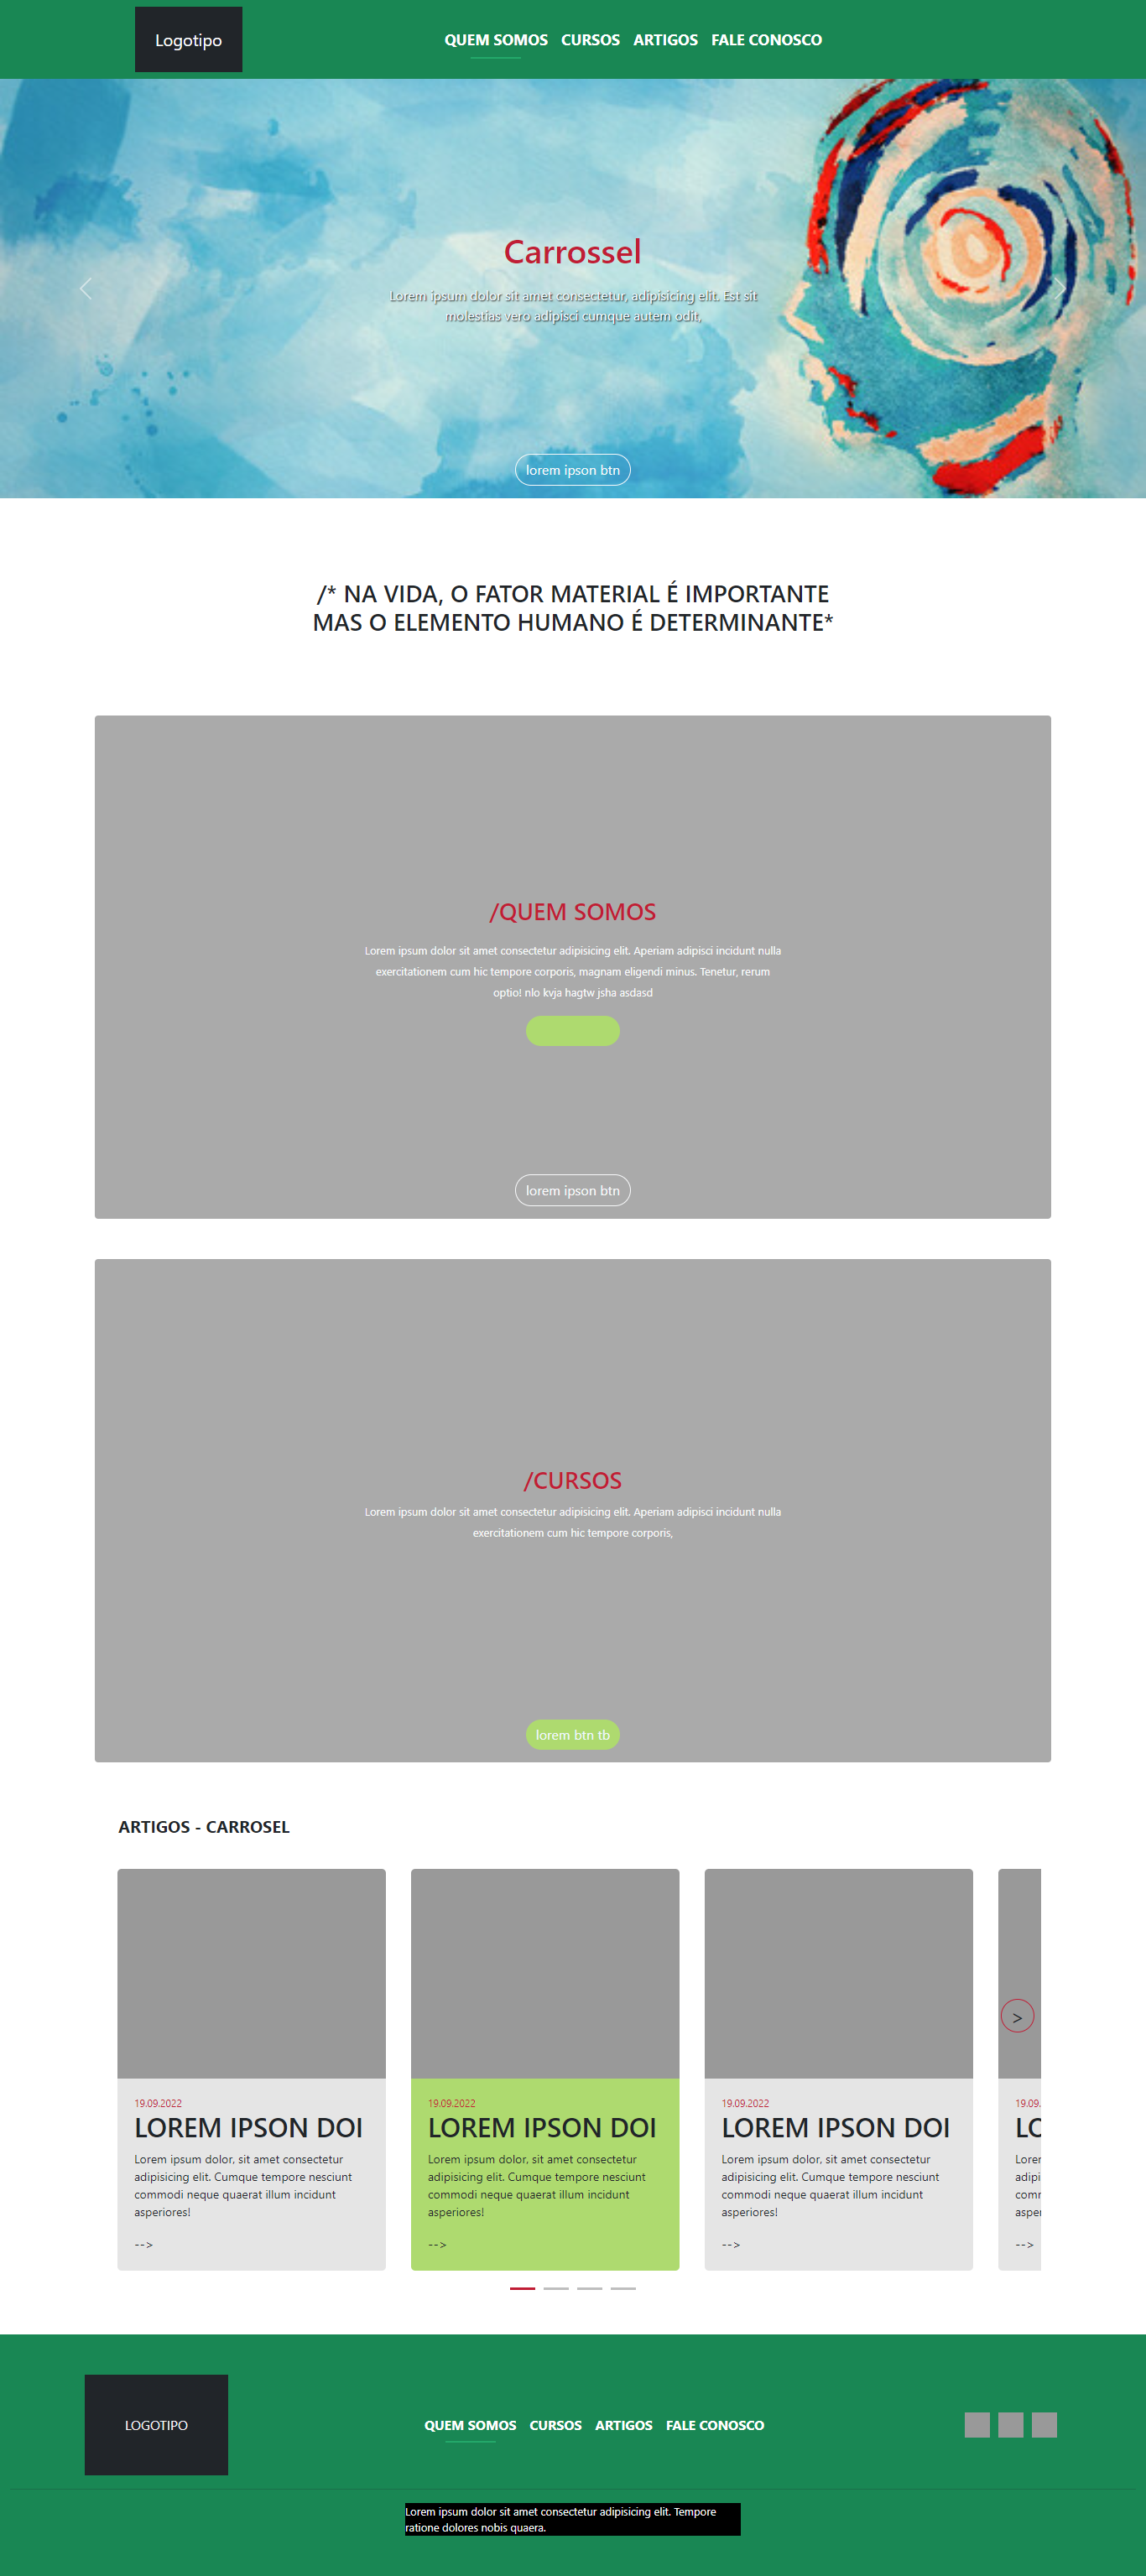 Logotipo
QUEM SOMOS CURSOS ARTIGOS FALE CONOSCO
Carrossel
Lorem ipsum dolor sit amet consectetur, adipisicing elit. Est sit
molestias vero adipisci cumque autem odit,
lorem ipson btn
/* NA VIDA, O FATOR MATERIAL É IMPORTANTE
MAS O ELEMENTO HUMANO É DETERMINANTE*
/QUEM SOMOS
Lorem ipsum dolor sit amet consectetur adipisicing elit. Aperiam adipisci incidunt nulla
exercitationem cum hic tempore corporis, magnam eligendi minus. Tenetur, rerum
optio! nlo kvja hagtw jsha asdasd
lorem ipson btn
/CURSOS
Lorem ipsum dolor sit amet consectetur adipisicing elit. Aperiam adipisci incidunt nulla
exercitationem cum hic tempore corporis,
lorem btn tb
ARTIGOS - CARROSEL
>
19.09.2022
LOREM IPSON DOI
Lorem ipsum dolor, sit amet consectetur
adipisicing elit. Cumque tempore nesciunt
commodi neque quaerat illum incidunt
asperiores!
-->
19.09.2022
LOREM IPSON DOI
Lorem ipsum dolor, sit amet consectetur
adipisicing elit. Cumque tempore nesciunt
commodi neque quaerat illum incidunt
asperiores!
-->
19.09.2022
LOREM IPSON DOI
Lorem ipsum dolor, sit amet consectetur
adipisicing elit. Cumque tempore nesciunt
commodi neque quaerat illum incidunt
asperiores!
-->
19.09.
-->
LOGOTIPO
QUEM SOMOS CURSOS ARTIGOS FALE CONOSCO
Lorem ipsum dolor sit amet consectetur adipisicing elit. Tempore
ratione dolores nobis quaera.